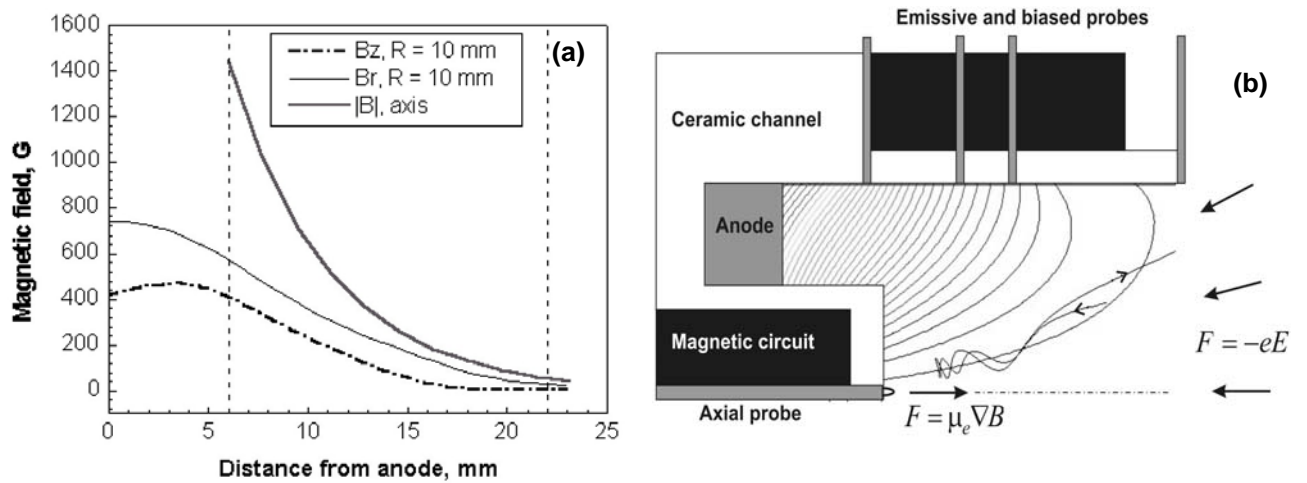 1600
1400
1200
1000
800
600
400
200
0
Magnetic field, G
Bz, R = 10 mm
Br, R = 10 mm
|B|, axis
(a)
0 5 10 15 20 25
Distance from anode, mm
Emissive and biased probes
(b)
Ceramic channel
Anode
Magnetic circuit
F = -eE
Axial probe
F = μₑ∇B